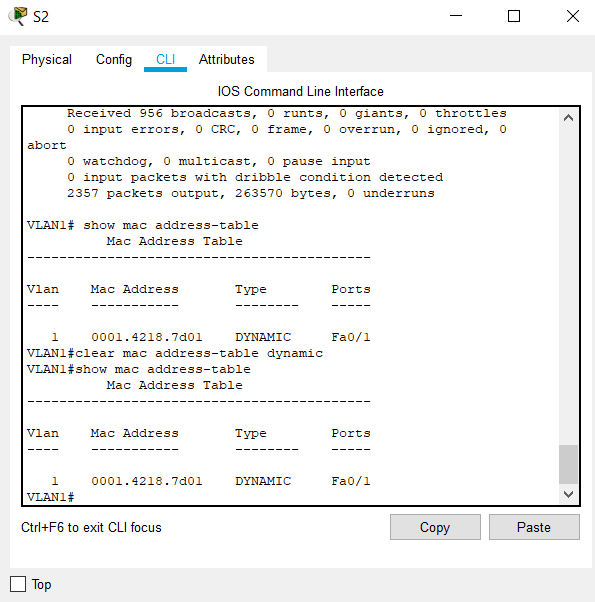 S2
Physical Config CLI Attributes
IOS Command Line Interface
     Received 956 broadcasts, 0 runts, 0 giants, 0 throttles
     0 input errors, 0 CRC, 0 frame, 0 overrun, 0 ignored, 0
abort
     0 watchdog, 0 multicast, 0 pause input
     0 input packets with dribble condition detected
     2357 packets output, 263570 bytes, 0 underruns
VLAN1# show mac address-table
          Mac Address Table
-------------------------------------------
Vlan    Mac Address       Type        Ports
----    -----------       --------    -----
   1    0001.4218.7d01    DYNAMIC     Fa0/1
VLAN1#clear mac address-table dynamic
VLAN1#show mac address-table
          Mac Address Table
-------------------------------------------
Vlan    Mac Address       Type        Ports
----    -----------       --------    -----
   1    0001.4218.7d01    DYNAMIC     Fa0/1
VLAN1#
Ctrl+F6 to exit CLI focus
Copy Paste
Top